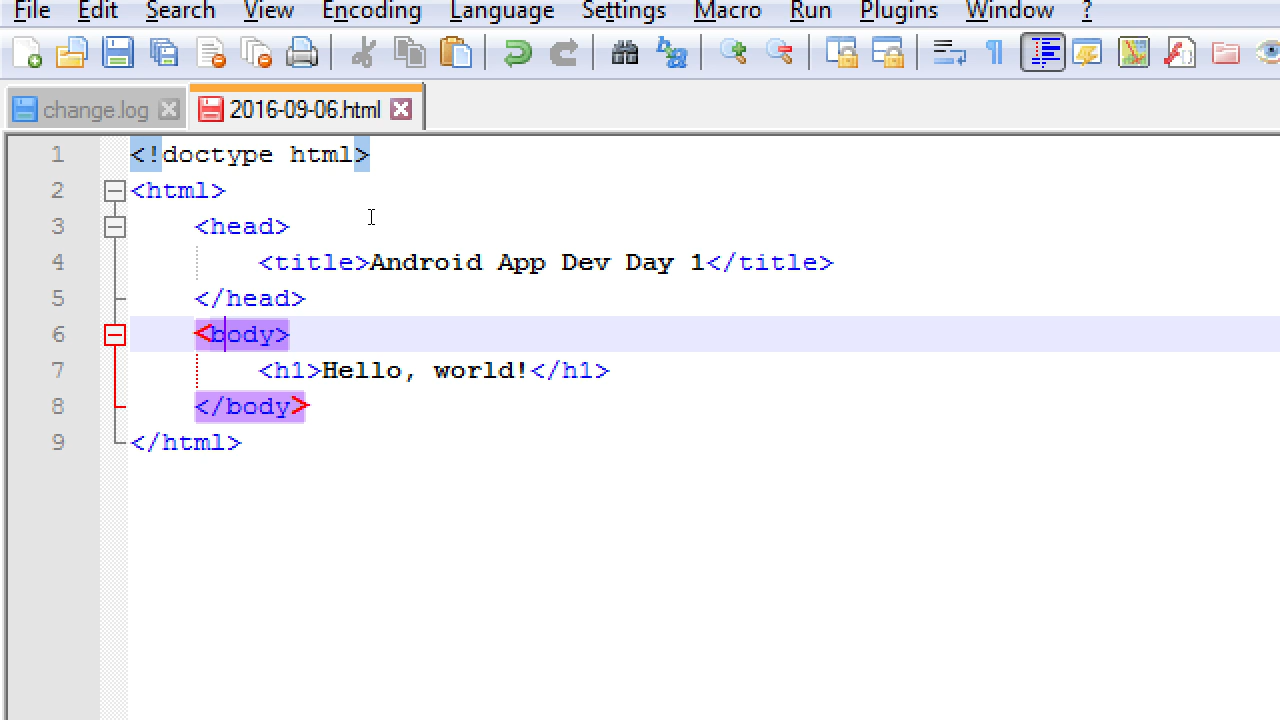 File Edit Search View Encoding Language Settings Macro Run Plugins Window ?
change.log 2016-09-06.html
1 <!doctype html>
2 <html>
3 <head>
4 <title>Android App Dev Day 1</title>
5 </head>
6 <body>
7 <h1>Hello, world!</h1>
8 </body>
9 </html>